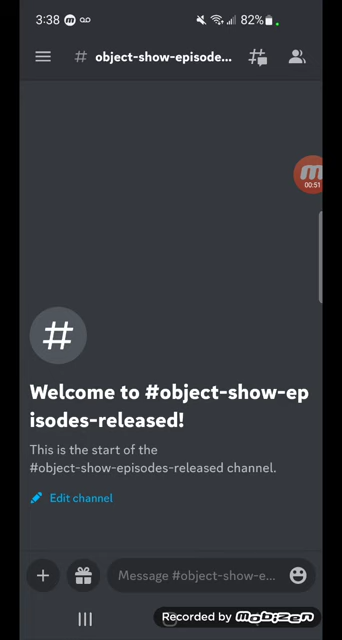 3:38 82%
# object-show-episode...
00:51
Welcome to #object-show-ep
isodes-released!
This is the start of the
#object-show-episodes-released channel.
Edit channel
Message #object-show-e...
Recorded by mobizen